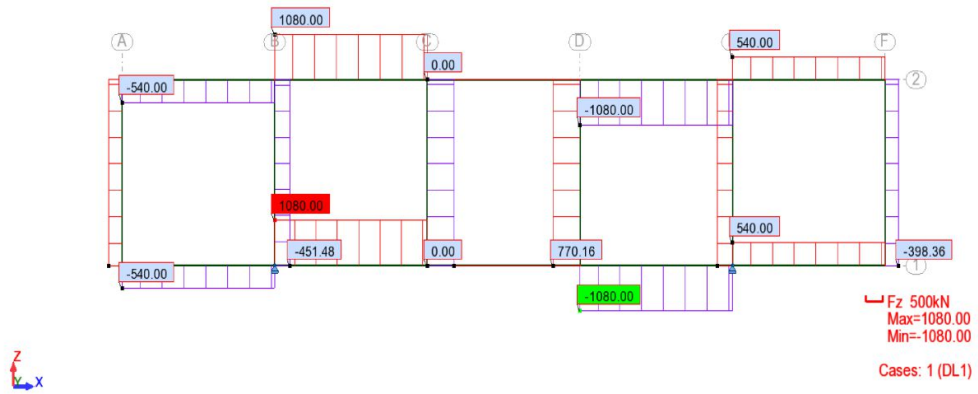 1080.00
A
B
C
D
540.00
F
0.00
2
-540.00
-1080.00
1080.00
540.00
-451.48
0.00
770.16
-398.36
1
-540.00
-1080.00
Fz 500kN
Max=1080.00
Min=-1080.00
Cases: 1 (DL1)
Z
Y
X